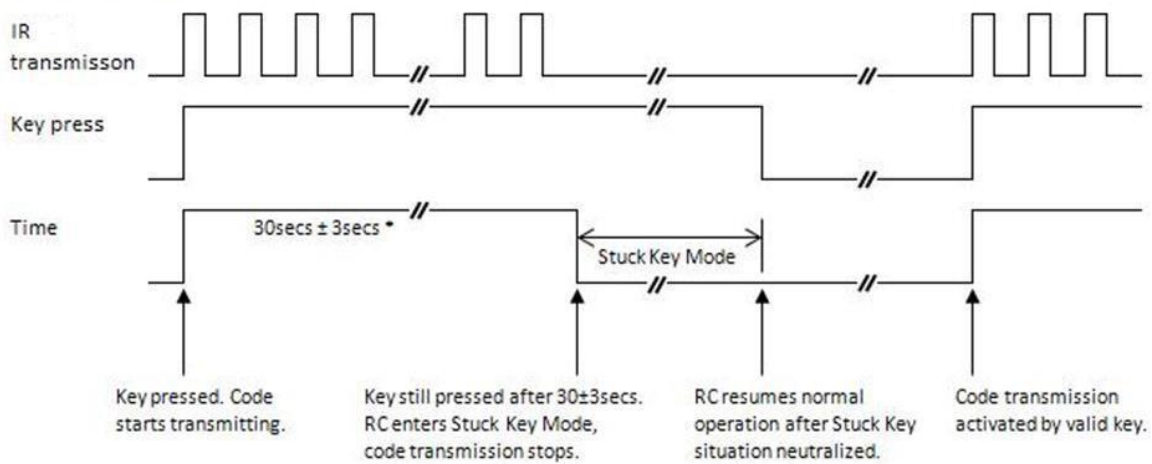 IR
transmisson
Key press
Time
30secs ± 3secs *
Stuck Key Mode
Key pressed. Code
starts transmitting.
Key still pressed after 30±3secs.
RC enters Stuck Key Mode,
code transmission stops.
RC resumes normal
operation after Stuck Key
situation neutralized.
Code transmission
activated by valid key.